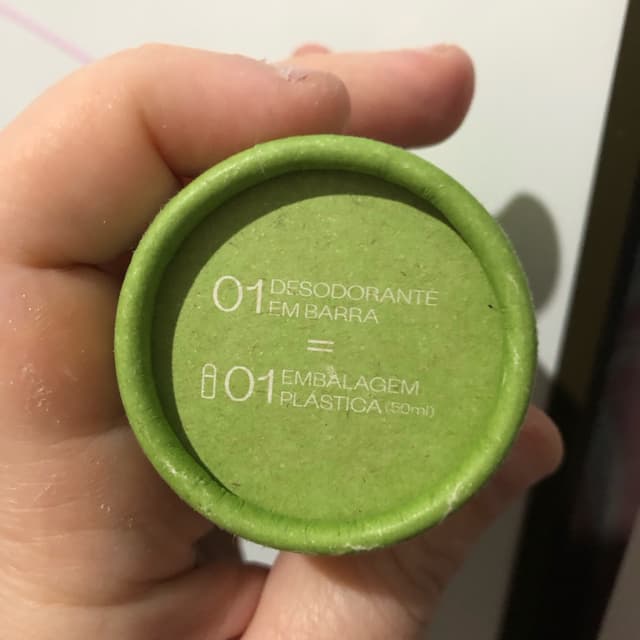 01 DESODORANTE
EM BARRA
=
01 EMBALAGEM
PLÁSTICA (50ml)